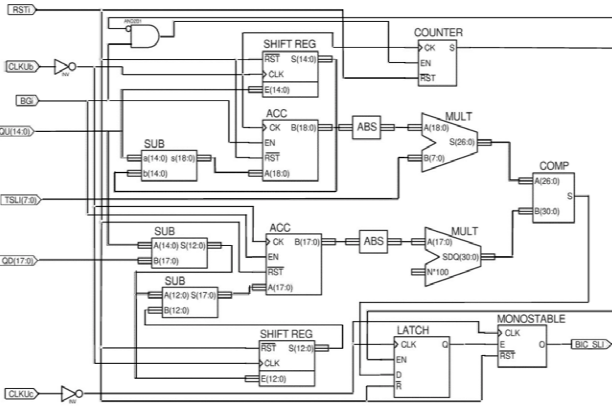 RSTi
AND2B1
COUNTER
CK S
EN
RST
SHIFT REG
RST S(14:0)
CLK
E(14:0)
CLKUb
INV
BGi
QU(14:0)
ACC
CK B(18:0)
EN
RST
A(18:0)
ABS
MULT
A(18:0)
S(26:0)
B(7:0)
SUB
a(14:0) s(18:0)
b(14:0)
COMP
A(26:0)
S
B(30:0)
TSLI(7:0)
SUB
A(14:0) S(12:0)
B(17:0)
QD(17:0)
ACC
CK B(17:0)
EN
RST
A(17:0)
ABS
MULT
A(17:0)
SDQ(30:0)
N*100
SUB
A(12:0) S(17:0)
B(12:0)
SHIFT REG
RST S(12:0)
CLK
E(12:0)
LATCH
CLK Q
EN
D
R
MONOSTABLE
CLK
E O
RST
BIC_SLI
CLKUc
INV